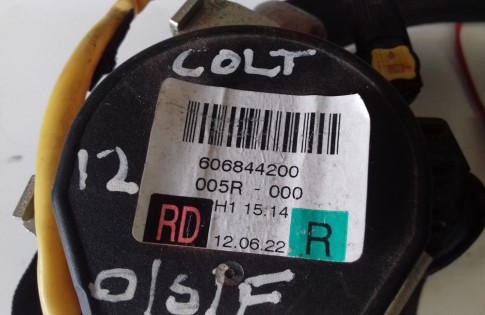 COLT
606844200
12
005R - 000
H1 15.14
RD
12.06.22
R
O/S/F